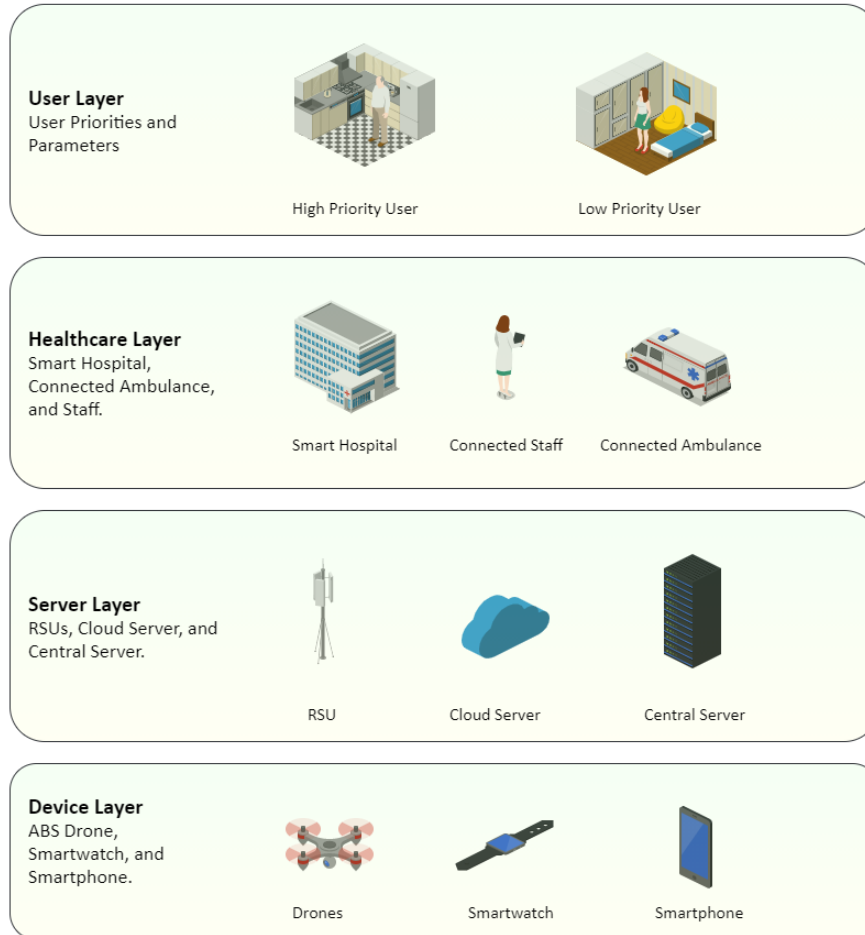 User Layer
User Priorities and
Parameters
High Priority User
Low Priority User
Healthcare Layer
Smart Hospital,
Connected Ambulance,
and Staff.
Smart Hospital
Connected Staff
Connected Ambulance
Server Layer
RSUs, Cloud Server, and
Central Server.
RSU
Cloud Server
Central Server
Device Layer
ABS Drone,
Smartwatch, and
Smartphone.
Drones
Smartwatch
Smartphone